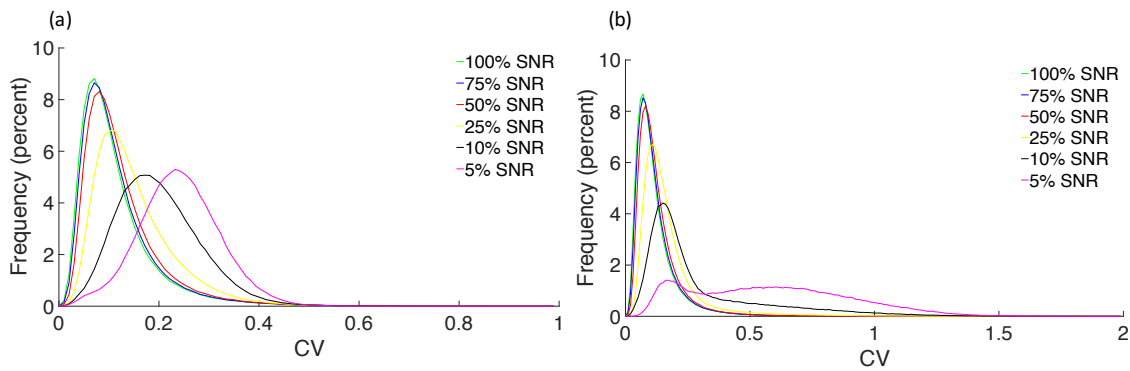 (a)
Frequency (percent)
10
8
6
4
2
0
0
0.2
0.4
0.6
0.8
1
CV
100% SNR
75% SNR
50% SNR
25% SNR
10% SNR
5% SNR
(b)
Frequency (percent)
10
8
6
4
2
0
0
0.5
1
1.5
2
CV
100% SNR
75% SNR
50% SNR
25% SNR
10% SNR
5% SNR